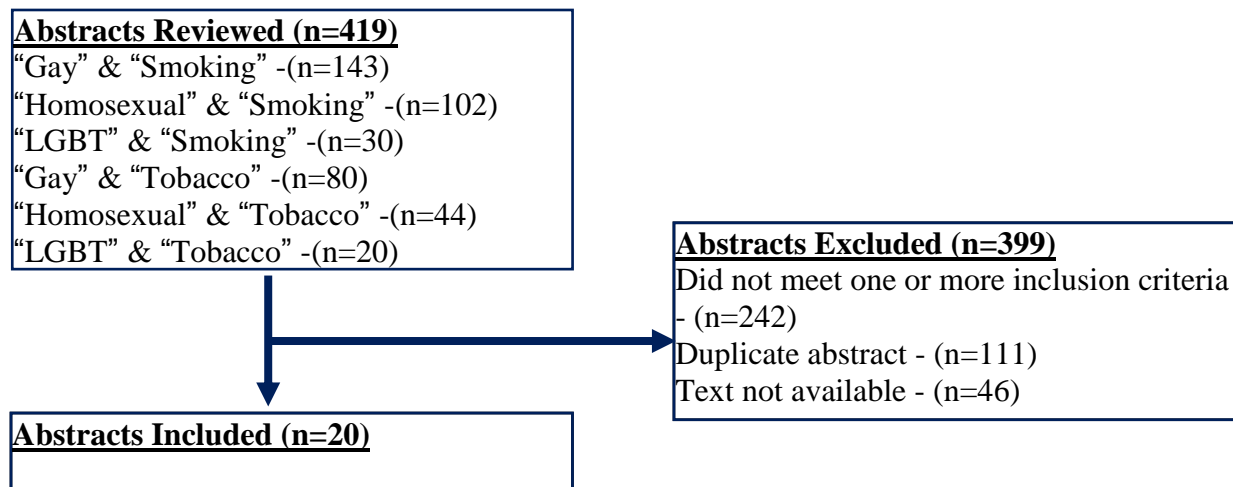 Abstracts Reviewed (n=419)
“Gay” & “Smoking” -(n=143)
“Homosexual” & “Smoking” -(n=102)
“LGBT” & “Smoking” -(n=30)
“Gay” & “Tobacco” -(n=80)
“Homosexual” & “Tobacco” -(n=44)
“LGBT” & “Tobacco” -(n=20)
Abstracts Excluded (n=399)
Did not meet one or more inclusion criteria
- (n=242)
Duplicate abstract - (n=111)
Text not available - (n=46)
Abstracts Included (n=20)